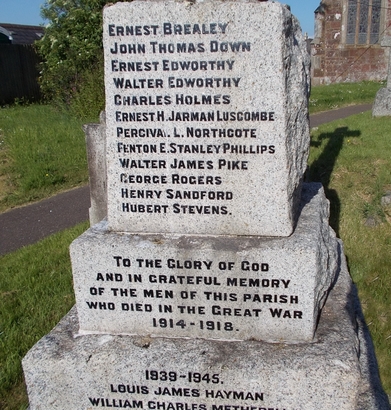 ERNEST BREALEY
JOHN THOMAS DOWN
ERNEST EDWORTHY
WALTER EDWORTHY
CHARLES HOLMES
ERNEST H. JARMAN LUSCOMBE
PERCIVAL L. NORTHCOTE
FENTON E. STANLEY PHILLIPS
WALTER JAMES PIKE
GEORGE ROGERS
HENRY SANDFORD
HUBERT STEVENS.
TO THE GLORY OF GOD
AND IN GRATEFUL MEMORY
OF THE MEN OF THIS PARISH
WHO DIED IN THE GREAT WAR
1914-1918.
1939-1945.
LOUIS JAMES HAYMAN
WILLIAM CHARLES